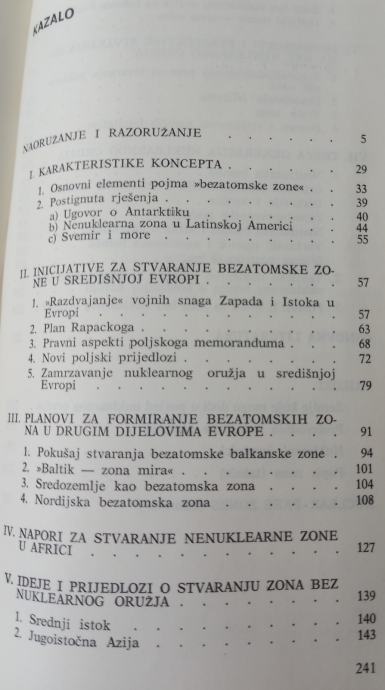 KAZALO
NAORUŽANJE I RAZORUŽANJE . . . . . . 5
I. KARAKTERISTIKE KONCEPTA . . . . . . 29
1. Osnovni elementi pojma »bezatomske zone« . . 33
2. Postignuta rješenja . . . . . . . . 39
a) Ugovor o Antarktiku . . . . . . . 40
b) Nenuklearna zona u Latinskoj Americi . . 44
c) Svemir i more . . . . . . . . . 55
II. INICIJATIVE ZA STVARANJE BEZATOMSKE ZO-
NE U SREDIŠNJOJ EVROPI . . . . . . 57
1. »Razdvajanje« vojnih snaga Zapada i Istoka u
Evropi . . . . . . . . . . . 57
2. Plan Rapackoga . . . . . . . . . 63
3. Pravni aspekti poljskoga memoranduma . . . 68
4. Novi poljski prijedlozi . . . . . . . 74
5. Zamrzavanje nuklearnog oružja u središnjoj
Evropi . . . . . . . . . . . 79
III. PLANOVI ZA FORMIRANJE BEZATOMSKIH ZO-
NA U DRUGIM DIJELOVIMA EVROPE . . . . 91
1. Pokušaj stvaranja bezatomske balkanske zone . 94
2. »Baltik — zona mira« . . . . . . . 101
3. Sredozemlje kao bezatomska zona . . . . 104
4. Nordijska bezatomska zona . . . . . . 108
IV. NAPORI ZA STVARANJE NENUKLEARNE ZONE
U AFRICI . . . . . . . . . . 127
V. IDEJE I PRIJEDLOZI O STVARANJU ZONA BEZ
NUKLEARNOG ORUŽJA . . . . . . . 139
1. Srednji istok . . . . . . . . . 140
2. Jugoistočna Azija . . . . . . . . 143
241